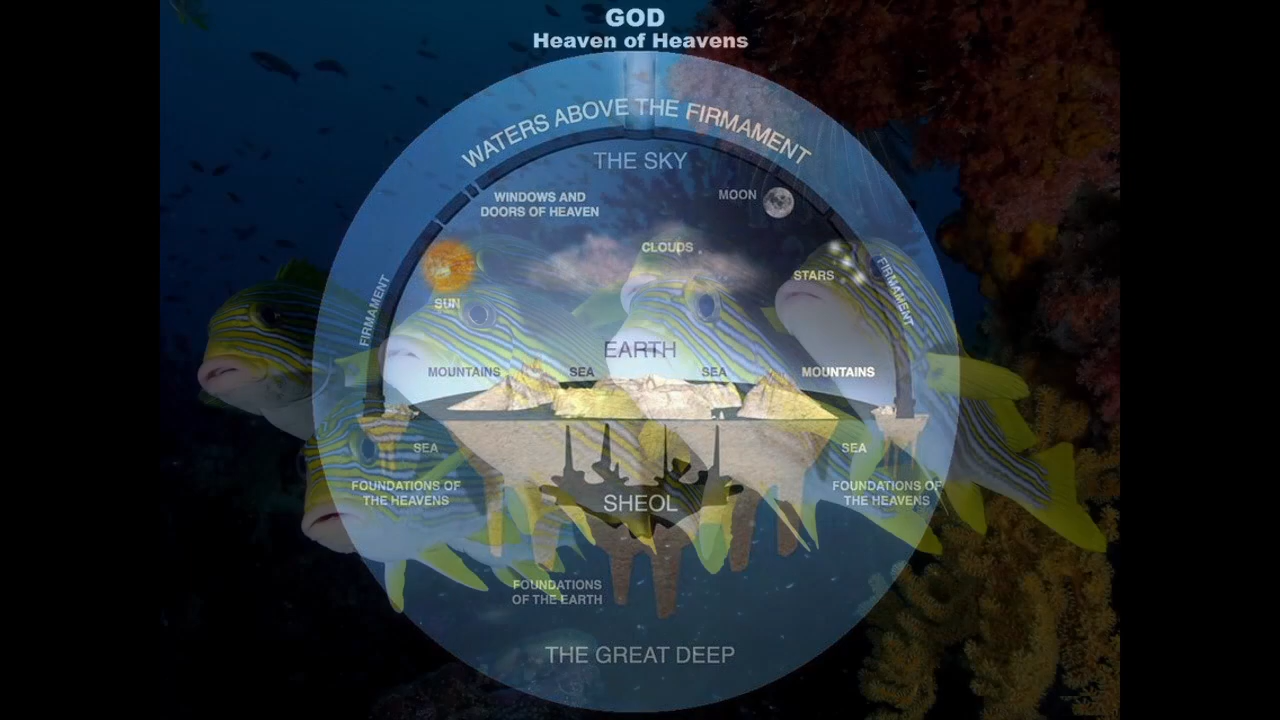 GOD
Heaven of Heavens
WATERS ABOVE THE FIRMAMENT
THE SKY
WINDOWS AND
DOORS OF HEAVEN
MOON
CLOUDS
STARS
SUN
FIRMAMENT
FIRMAMENT
EARTH
MOUNTAINS
SEA
SEA
MOUNTAINS
SEA
SEA
FOUNDATIONS OF
THE HEAVENS
FOUNDATIONS OF
THE HEAVENS
SHEOL
FOUNDATIONS
OF THE EARTH
THE GREAT DEEP